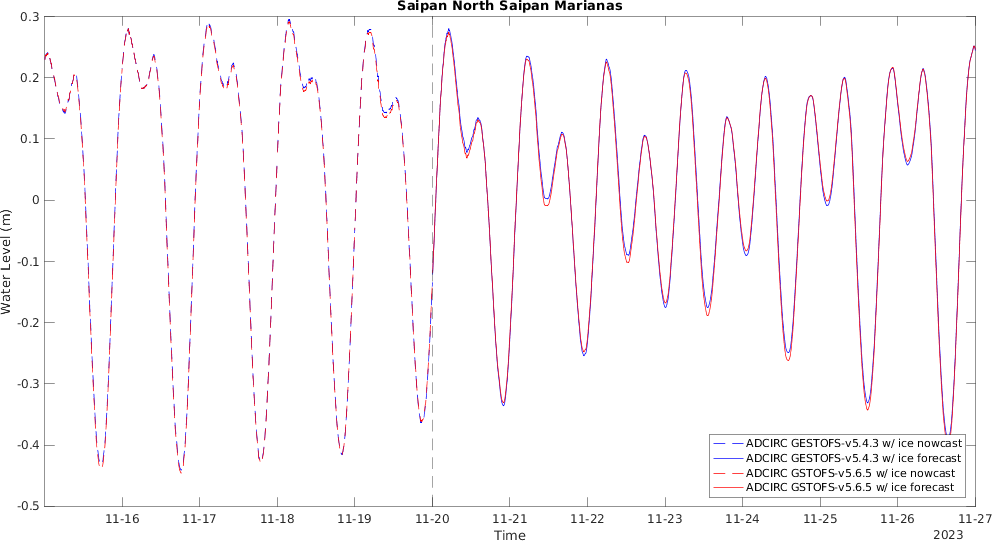 Saipan North Saipan Marianas
0.3
0.2
0.1
0
-0.1
-0.2
-0.3
-0.4
-0.5
Water Level (m)
ADCIRC GESTOFS-v5.4.3 w/ ice nowcast
ADCIRC GESTOFS-v5.4.3 w/ ice forecast
ADCIRC GSTOFS-v5.6.5 w/ ice nowcast
ADCIRC GSTOFS-v5.6.5 w/ ice forecast
11-16 11-17 11-18 11-19 11-20 11-21 11-22 11-23 11-24 11-25 11-26 11-27
Time
2023